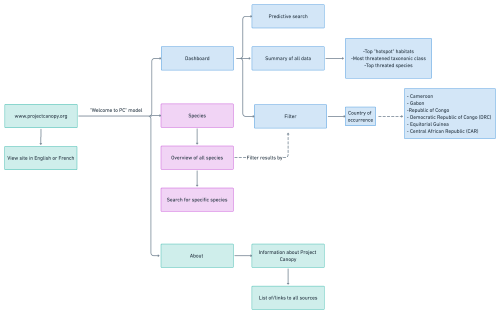 Predictive search
Dashboard
Summary of all data
-Top "hotspot" habitats
-Most threatened taxonomic class
-Top threated species
"Welcome to PC" model
www.projectcanopy.org
Species
Filter
Country of
occurrence
- Cameroon
- Gabon
-Republic of Congo
- Democratic Republic of Congo (DRC)
- Equitorial Guinea
- Central African Republic (CAR)
View site in English or French
Overview of all species
Filter results by
Search for specific species
About
Information about Project
Canopy
List of/links to all sources